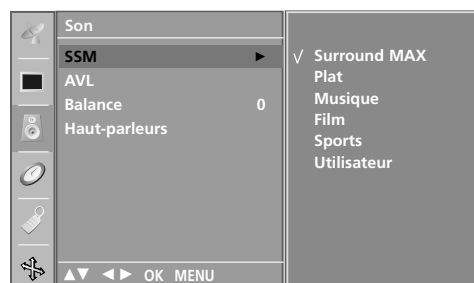 Son
SSM ►
AVL
Balance 0
Haut-parleurs
▲▼ ◄► OK MENU
√ Surround MAX
Plat
Musique
Film
Sports
Utilisateur